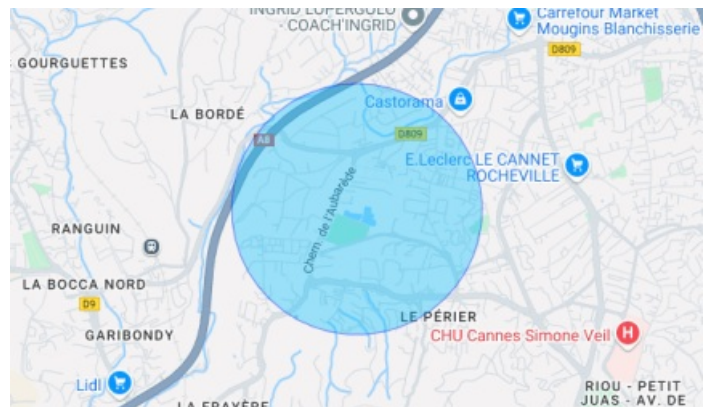 INGRID LOPERGOLO
- COACH'INGRID
Carrefour Market
Mougins Blanchisserie
D809
GOURGUETTES
LA BORDÉ
Castorama
A8
D809
E.Leclerc LE CANNET
ROCHEVILLE
Chem. de l'Aubarède
RANGUIN
LA BOCCA NORD
D9
GARIBONDY
LE PÉRIER
CHU Cannes Simone Veil
H
Lidl
LA FRAYÈRE
RIOU - PETIT
JUAS - AV. DE